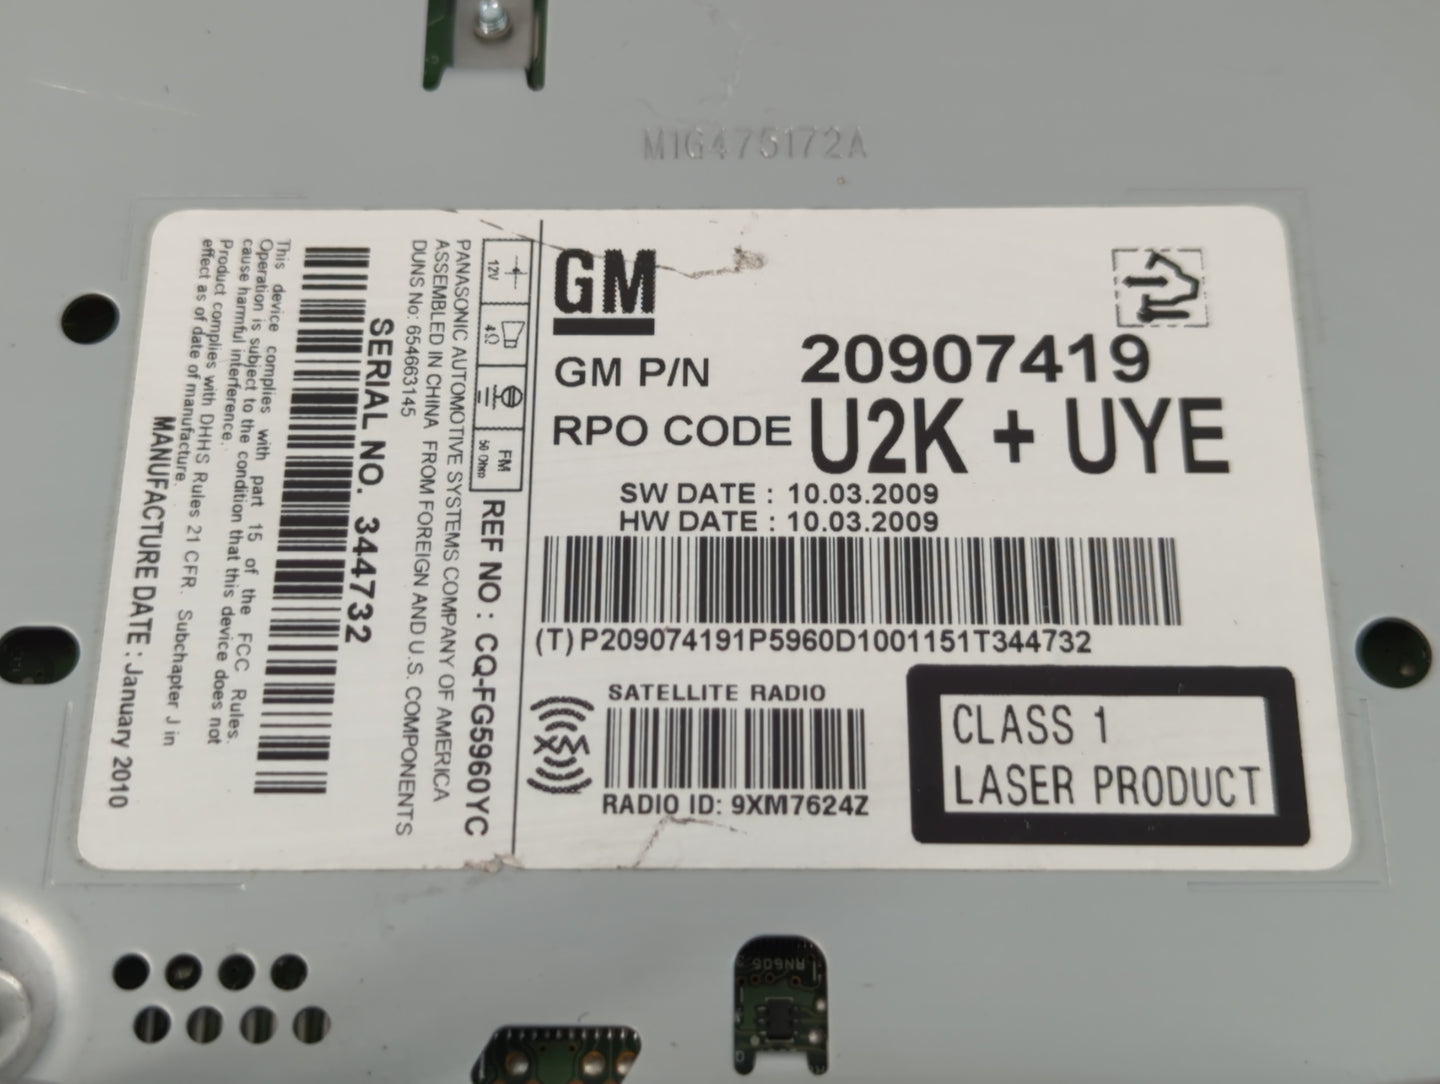 M1G475172A
GM
GM P/N 20907419
RPO CODE U2K + UYE
SW DATE : 10.03.2009
HW DATE : 10.03.2009
(T)P209074191P5960D1001151T344732
SATELLITE RADIO
RADIO ID: 9XM7624Z
CLASS 1
LASER PRODUCT
12V
4Ω
FM
50 Ohm
REF NO : CQ-FG5960YC
PANASONIC AUTOMOTIVE SYSTEMS COMPANY OF AMERICA
ASSEMBLED IN CHINA FROM FOREIGN AND U.S. COMPONENTS
DUNS No: 654663145
SERIAL NO. 344732
This device complies with part 15 of the FCC Rules.
Operation is subject to the condition that this device does not
cause harmful interference.
Product complies with DHHS Rules 21 CFR. Subchapter J in
effect as of date of manufacture.
MANUFACTURE DATE : January 2010
RN605